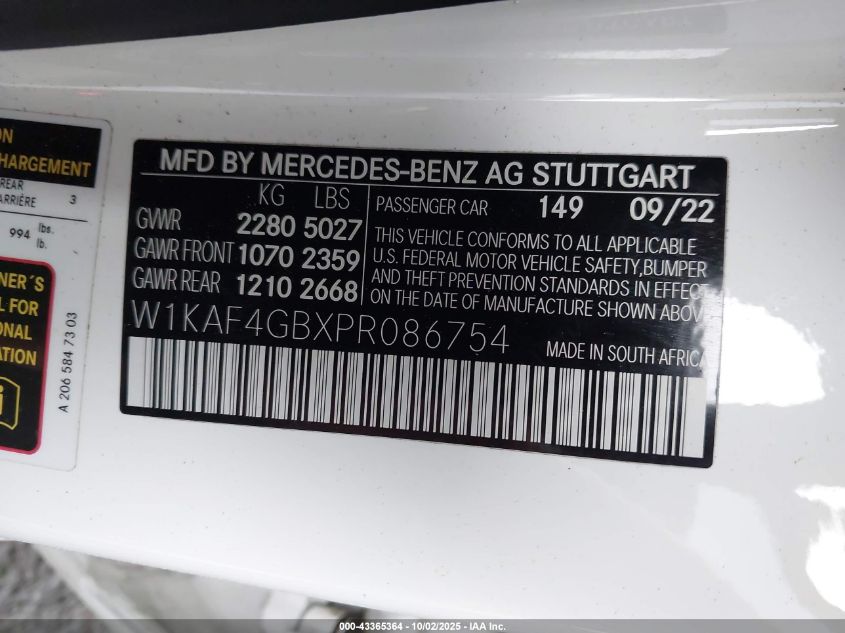 ON
HARGEMENT
REAR
ARRIÈRE 3
994 lbs.
lb.
NER´S
L FOR
ONAL
ATION
i
A 206 584 73 03
MFD BY MERCEDES-BENZ AG STUTTGART
KG LBS
GVWR 2280 5027
GAWR FRONT 1070 2359
GAWR REAR 1210 2668
PASSENGER CAR 149 09/22
THIS VEHICLE CONFORMS TO ALL APPLICABLE
U.S. FEDERAL MOTOR VEHICLE SAFETY,BUMPER
AND THEFT PREVENTION STANDARDS IN EFFECT
ON THE DATE OF MANUFACTURE SHOWN ABOV
W1KAF4GBXPR086754
MADE IN SOUTH AFRICA
000-43365364 - 10/02/2025 - IAA Inc.